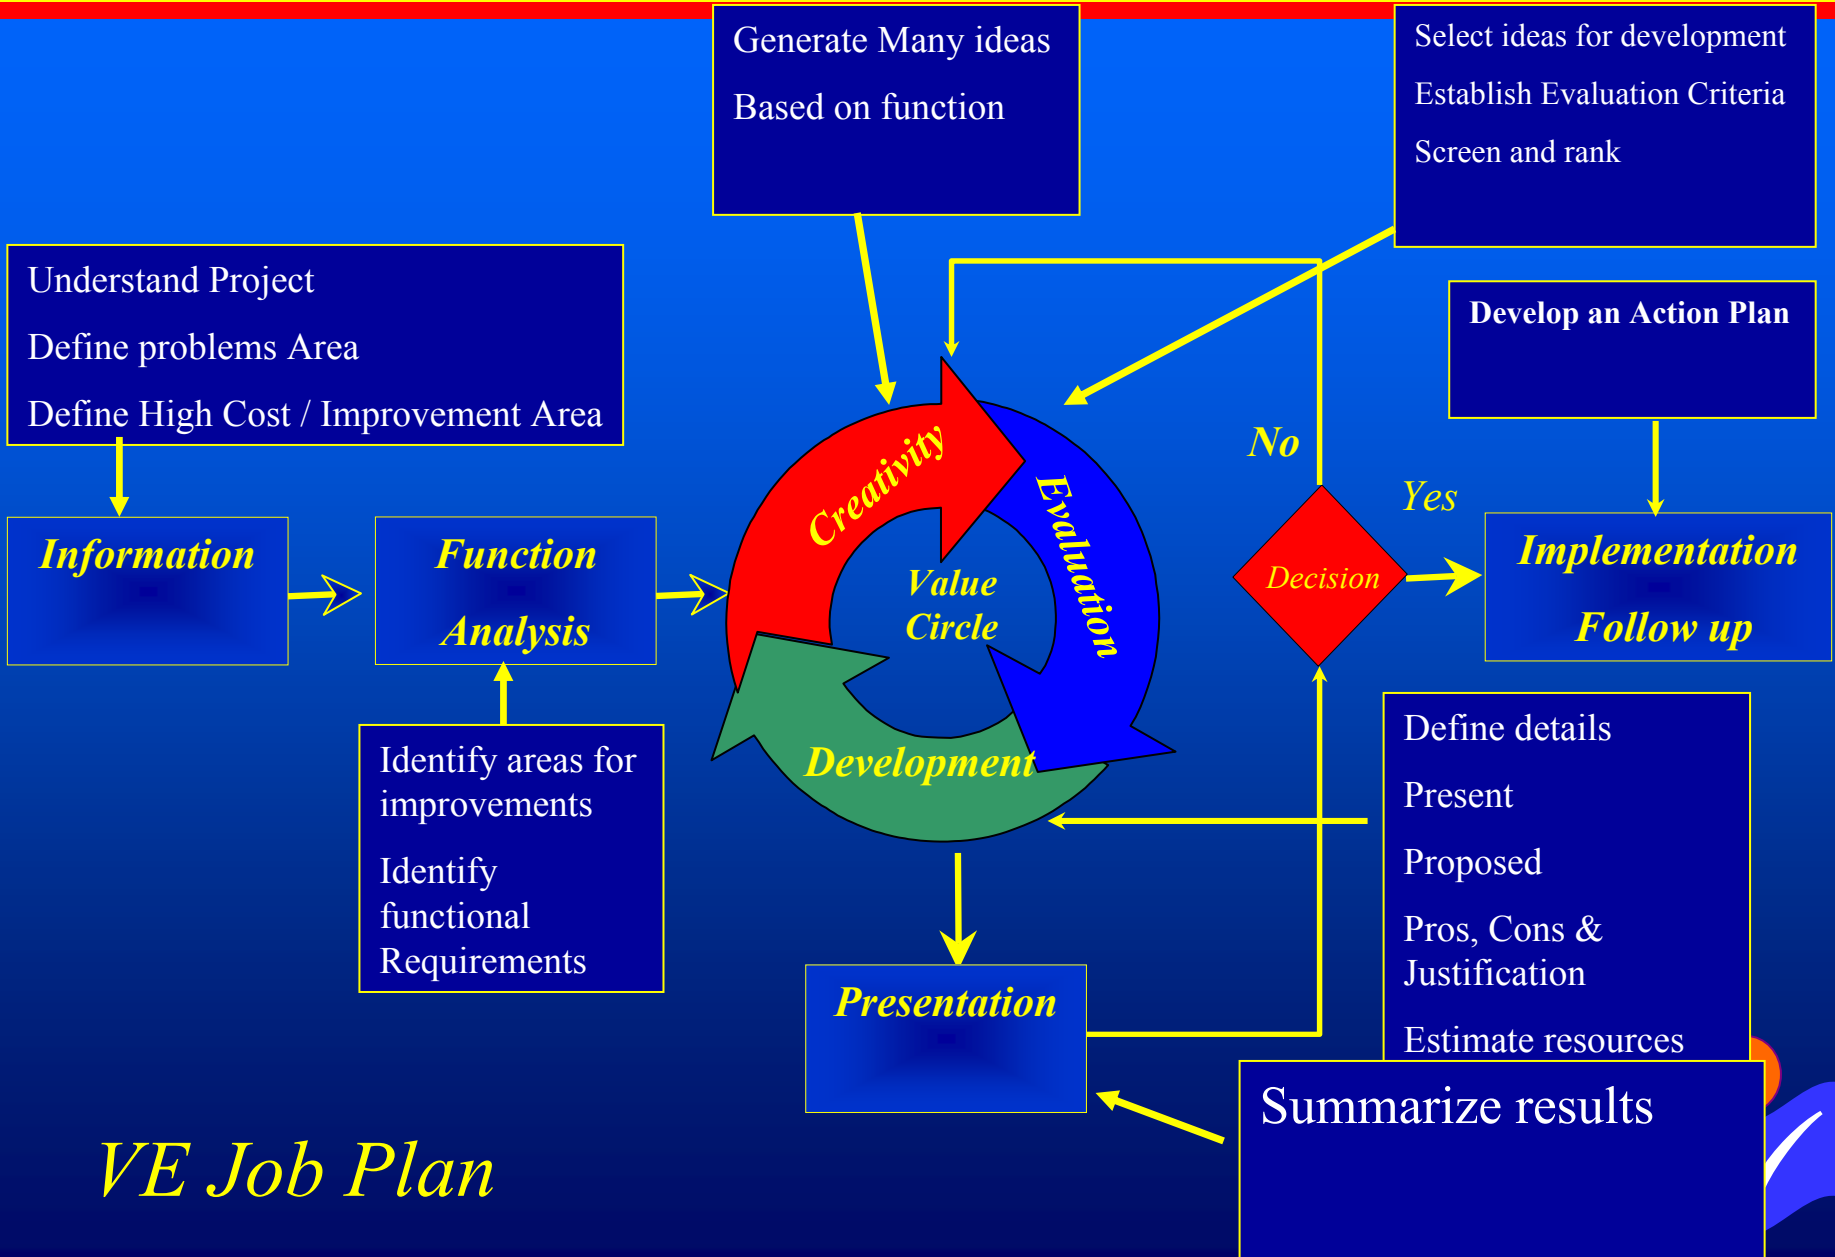 Generate Many ideas
Based on function
Select ideas for development
Establish Evaluation Criteria
Screen and rank
Understand Project
Define problems Area
Define High Cost / Improvement Area
Develop an Action Plan
No
Yes
Information
Function
Analysis
Creativity
Evaluation
Development
Value
Circle
Decision
Implementation
Follow up
Identify areas for
improvements
Identify
functional
Requirements
Define details
Present
Proposed
Pros, Cons &
Justification
Estimate resources
Presentation
Summarize results
VE Job Plan